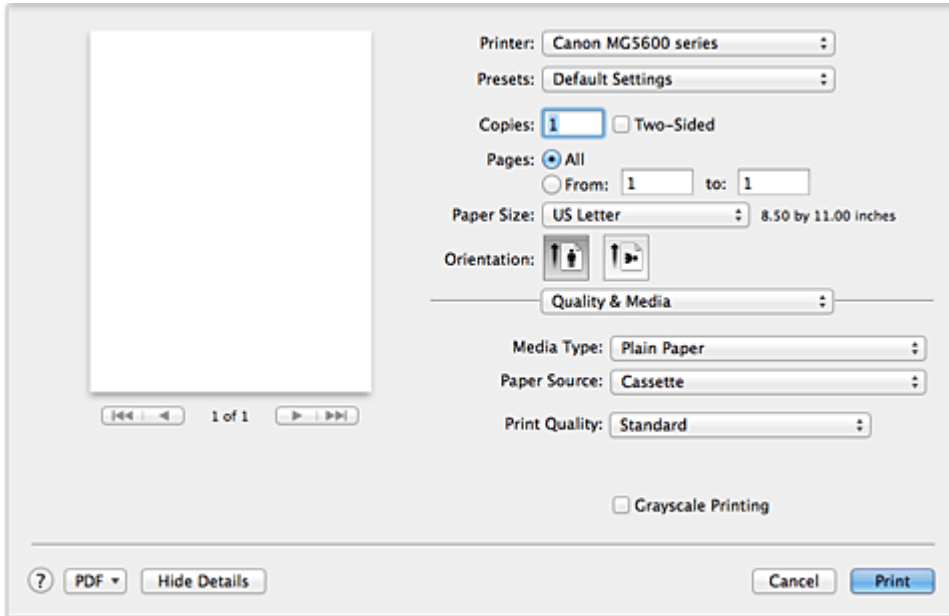 Printer: Canon MG5600 series
Presets: Default Settings
Copies: 1 Two-Sided
Pages: All
From: 1 to: 1
Paper Size: US Letter 8.50 by 11.00 inches
Orientation:
Quality & Media
Media Type: Plain Paper
Paper Source: Cassette
1 of 1
Print Quality: Standard
Grayscale Printing
? PDF Hide Details Cancel Print